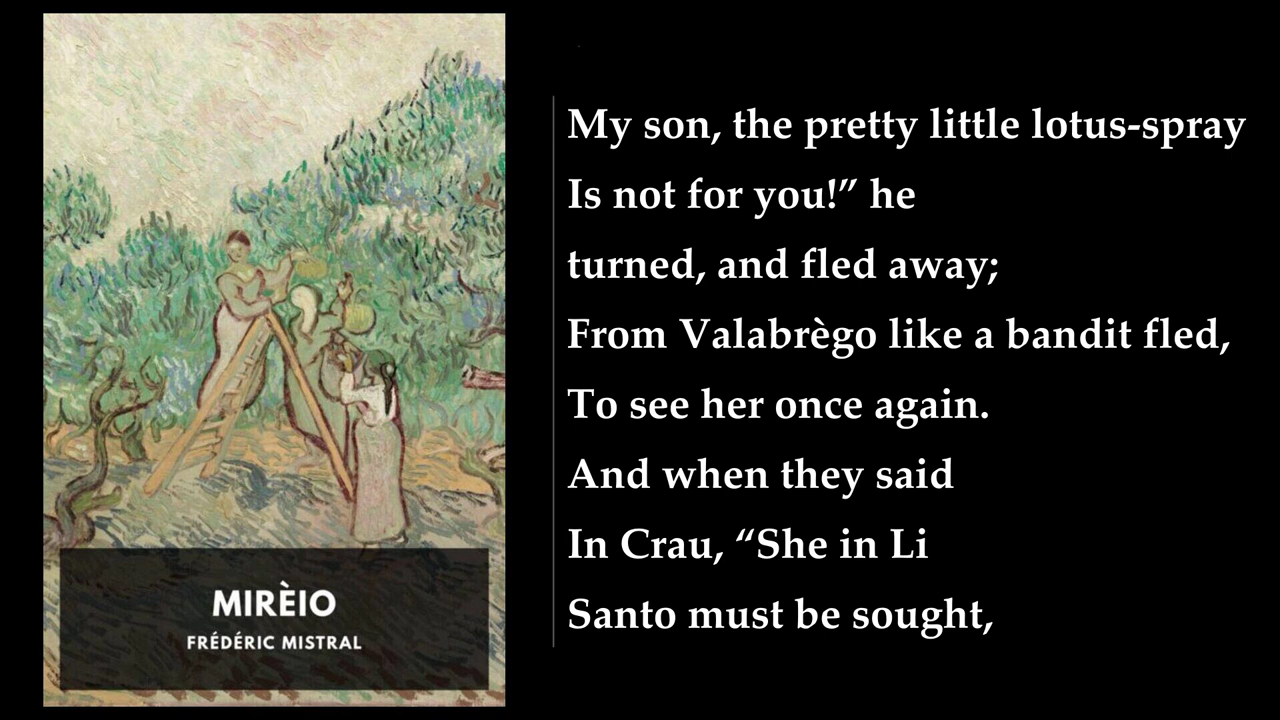 MIRÈIO
FRÉDÉRIC MISTRAL
My son, the pretty little lotus-spray
Is not for you!” he
turned, and fled away;
From Valabrègo like a bandit fled,
To see her once again.
And when they said
In Crau, “She in Li
Santo must be sought,